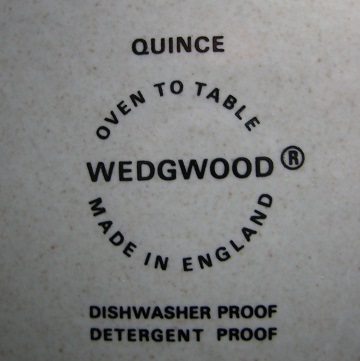 QUINCE
OVEN TO TABLE
WEDGWOOD®
MADE IN ENGLAND
DISHWASHER PROOF
DETERGENT PROOF